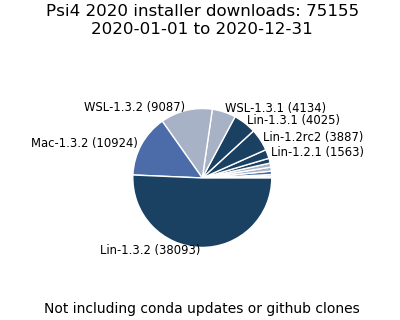 Psi4 2020 installer downloads: 75155
2020-01-01 to 2020-12-31
WSL-1.3.2 (9087)
WSL-1.3.1 (4134)
Lin-1.3.1 (4025)
Lin-1.2rc2 (3887)
Mac-1.3.2 (10924)
Lin-1.2.1 (1563)
Lin-1.3.2 (38093)
Not including conda updates or github clones